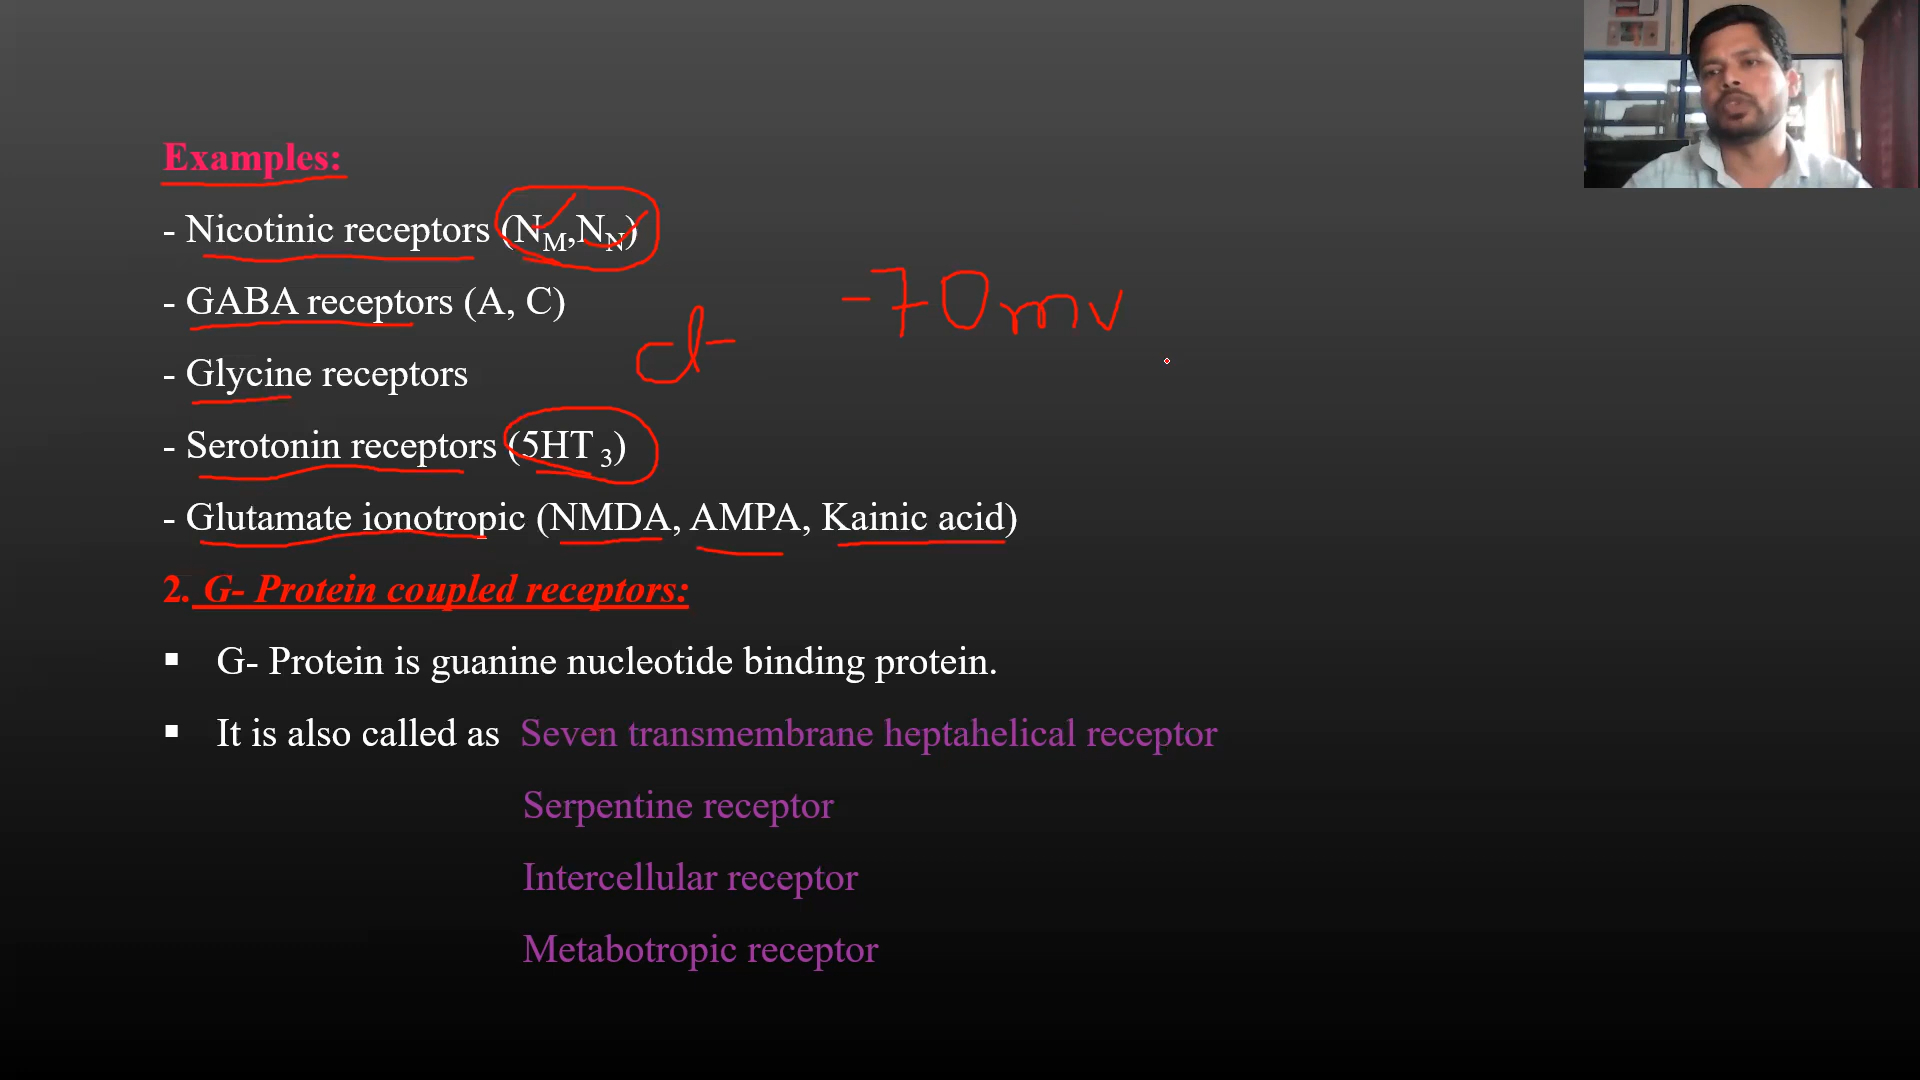 Examples:
- Nicotinic receptors (NM,NN)
- GABA receptors (A, C)
-70mv
cl-
- Glycine receptors
- Serotonin receptors (5HT 3)
- Glutamate ionotropic (NMDA, AMPA, Kainic acid)
2. G- Protein coupled receptors:
▪ G- Protein is guanine nucleotide binding protein.
▪ It is also called as Seven transmembrane heptahelical receptor
Serpentine receptor
Intercellular receptor
Metabotropic receptor